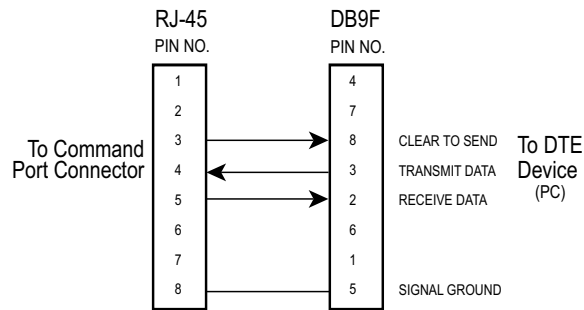 RJ-45 DB9F
PIN NO. PIN NO.
1 4
2 7
3 8 CLEAR TO SEND
To Command
Port Connector
4 3 TRANSMIT DATA
To DTE
Device
(PC)
5 2 RECEIVE DATA
6 6
7 1
8 5 SIGNAL GROUND